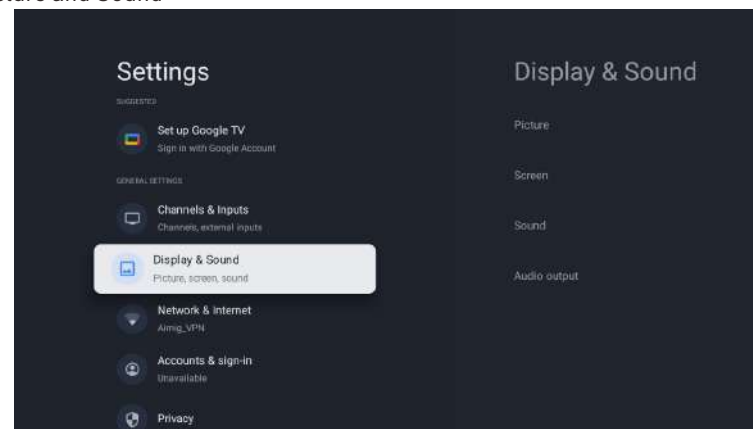 Settings
SUGGESTED
Set up Google TV
Sign in with Google Account
GENERAL SETTINGS
Channels & Inputs
Channels, external inputs
Display & Sound
Picture, screen, sound
Network & Internet
Aimig_VPN
Accounts & sign-in
Unavailable
Privacy
Display & Sound
Picture
Screen
Sound
Audio output